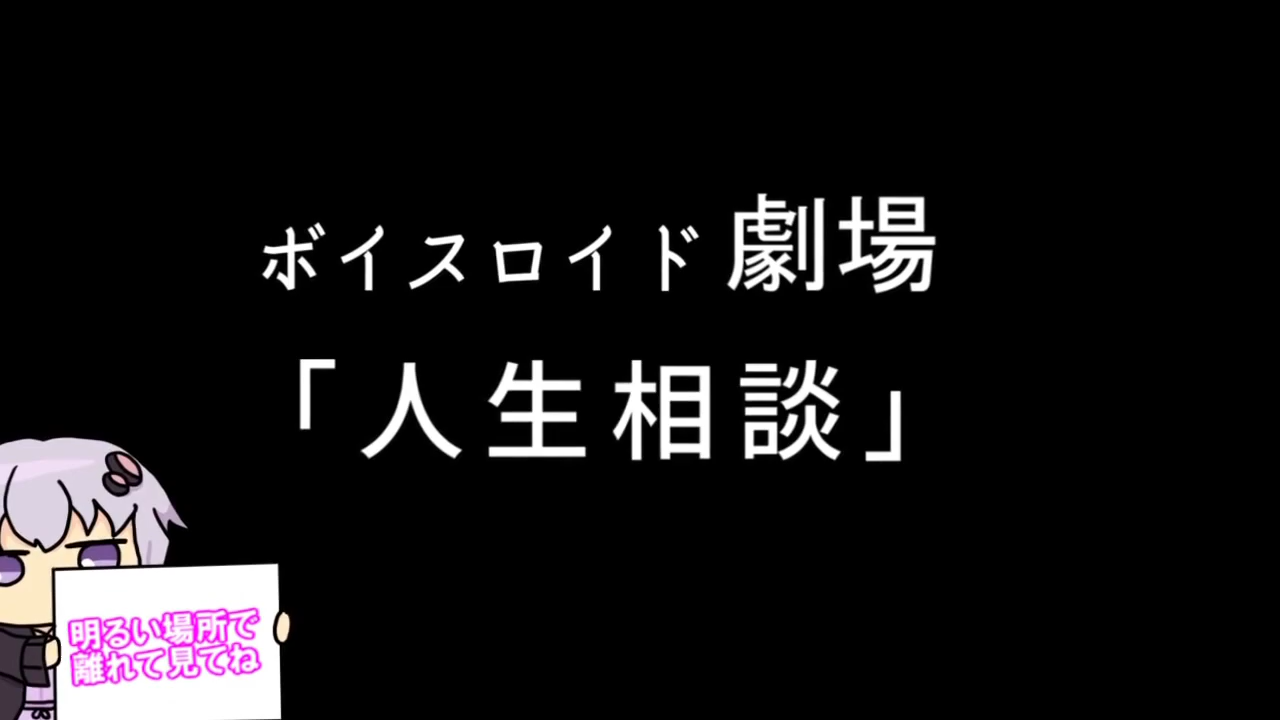 ボイスロイド劇場
「人生相談」
明るい場所で
離れて見てね